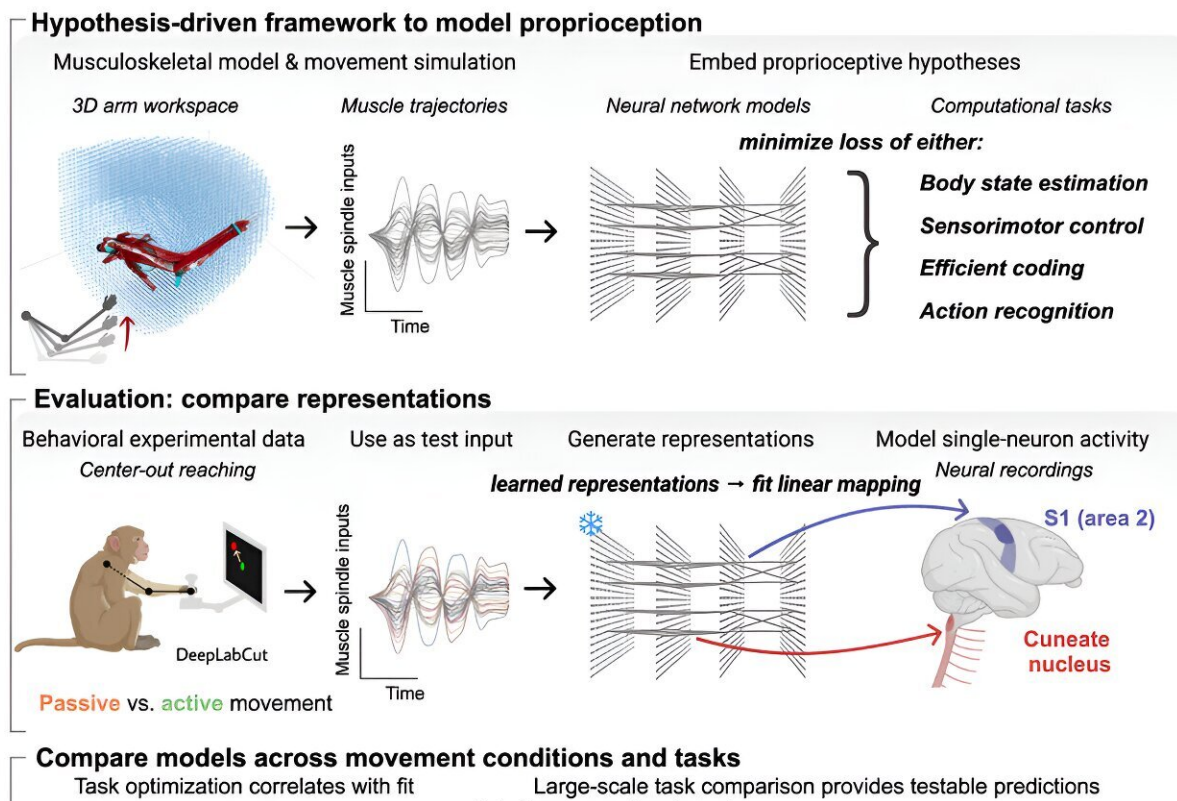 Hypothesis-driven framework to model proprioception
Musculoskeletal model & movement simulation
Embed proprioceptive hypotheses
3D arm workspace
Muscle trajectories
Neural network models
Computational tasks
minimize loss of either:
Muscle spindle inputs
Time
Body state estimation
Sensorimotor control
Efficient coding
Action recognition
Evaluation: compare representations
Behavioral experimental data
Use as test input
Generate representations
Model single-neuron activity
Center-out reaching
Neural recordings
learned representations → fit linear mapping
S1 (area 2)
Muscle spindle inputs
Time
DeepLabCut
Cuneate
nucleus
Passive vs. active movement
Compare models across movement conditions and tasks
Task optimization correlates with fit
Large-scale task comparison provides testable predictions